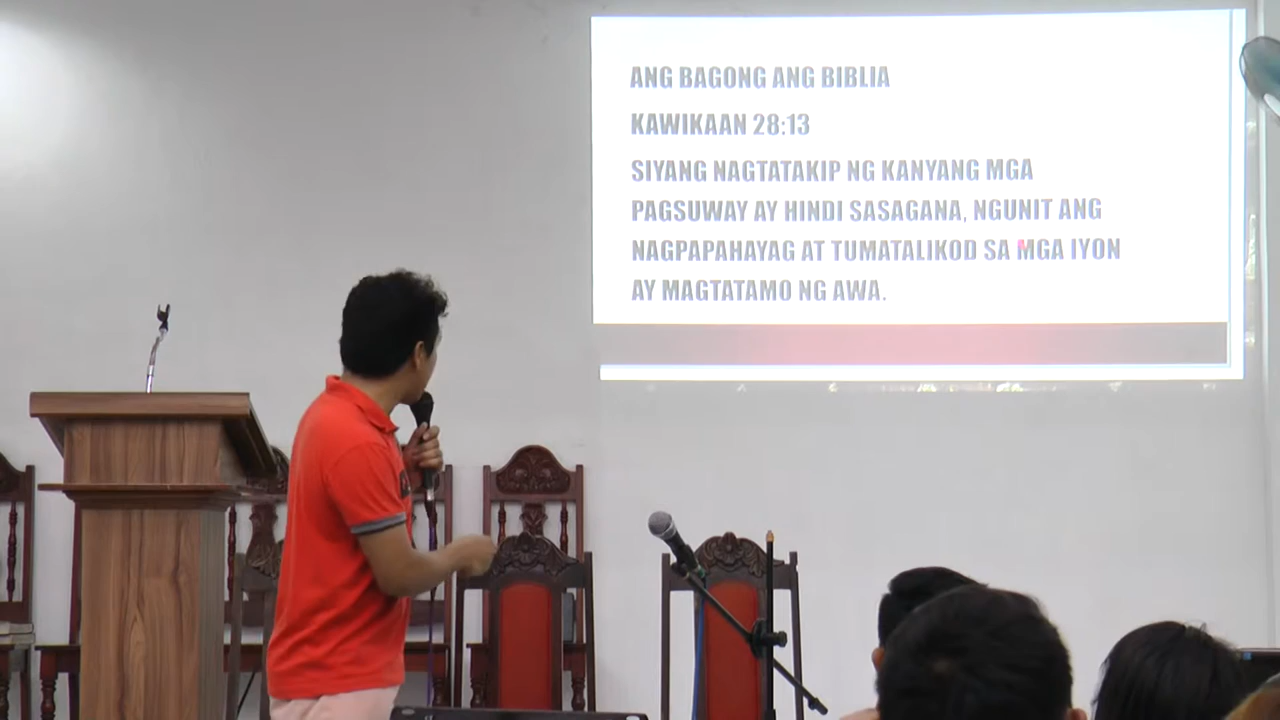 ANG BAGONG ANG BIBLIA
KAWIKAAN 28:13
SIYANG NAGTATAKIP NG KANYANG MGA
PAGSUWAY AY HINDI SASAGANA, NGUNIT ANG
NAGPAPAHAYAG AT TUMATALIKOD SA MGA IYON
AY MAGTATAMO NG AWA.